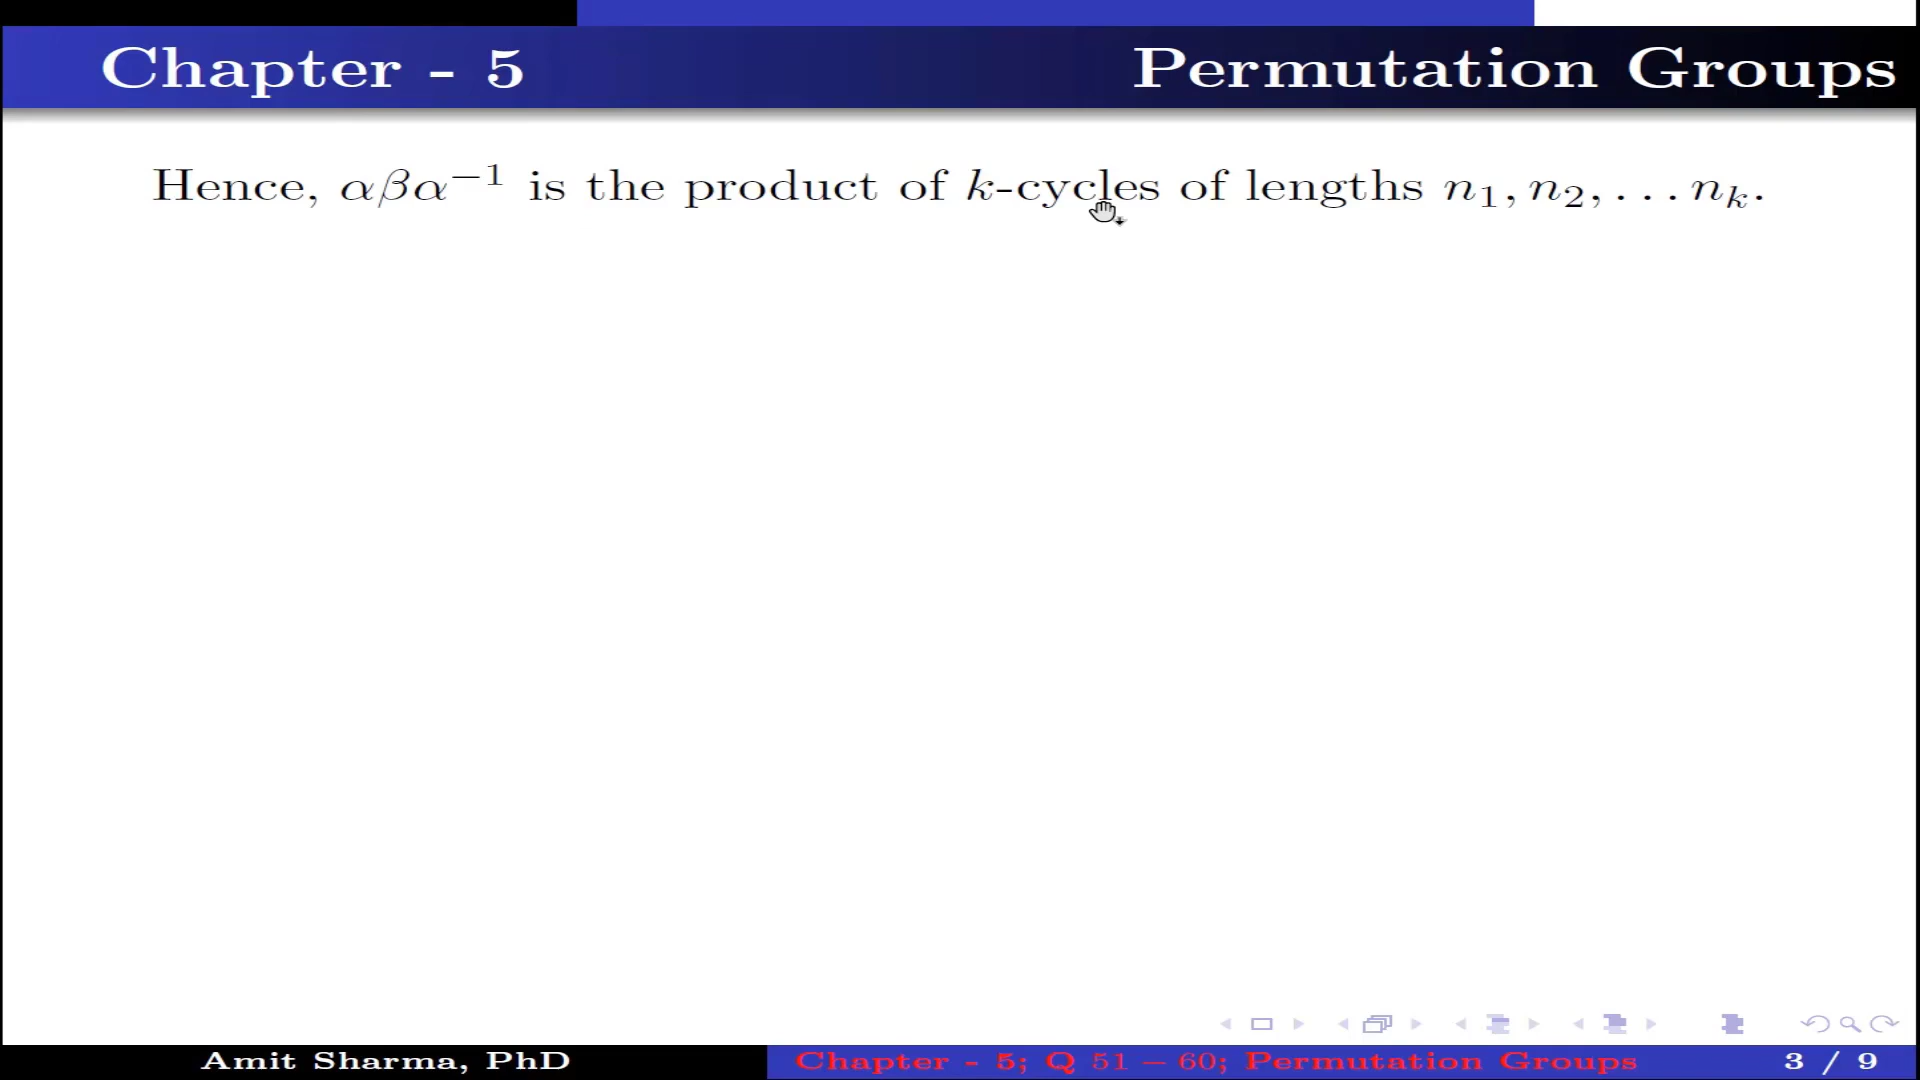 Chapter - 5 Permutation Groups
Hence, αβα⁻¹ is the product of k-cycles of lengths n₁, n₂, . . . nₖ.
Amit Sharma, PhD Chapter - 5; Q 51 – 60; Permutation Groups 3 / 9